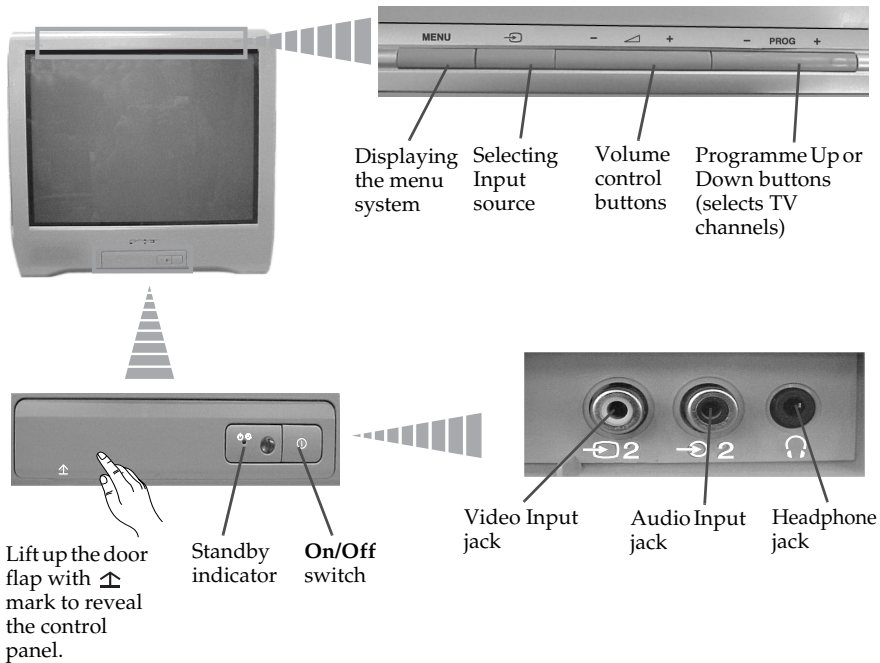 MENU
− +
− PROG +
Displaying
the menu
system
Selecting
Input
source
Volume
control
buttons
Programme Up or
Down buttons
(selects TV
channels)
2
2
Video Input
jack
Audio Input
jack
Headphone
jack
Lift up the door
flap with
mark to reveal
the control
panel.
Standby
indicator
On/Off
switch